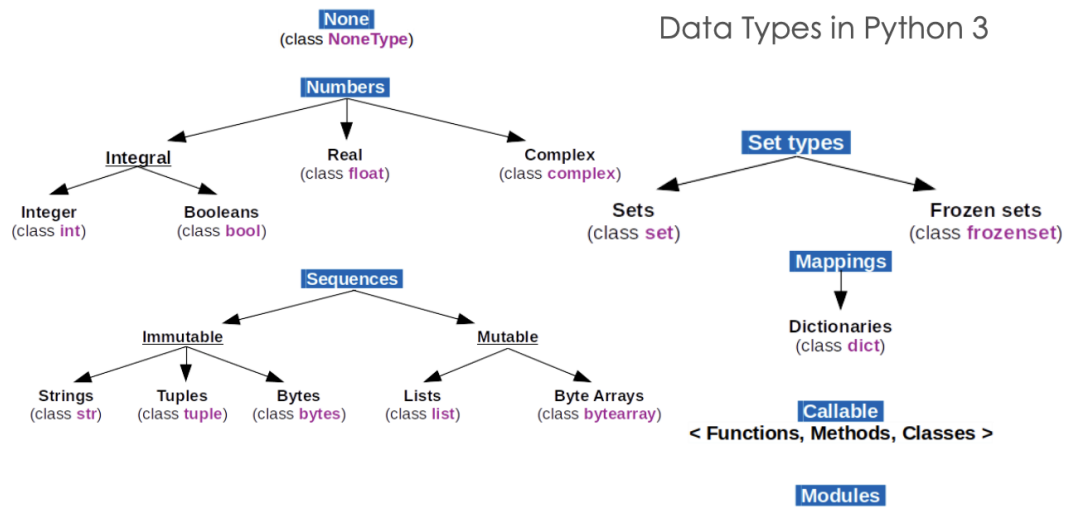 Data Types in Python 3
None
(class NoneType)
Numbers
Integral
Real
(class float)
Complex
(class complex)
Integer
(class int)
Booleans
(class bool)
Set types
Sets
(class set)
Frozen sets
(class frozenset)
Mappings
Dictionaries
(class dict)
Sequences
Immutable
Mutable
Strings
(class str)
Tuples
(class tuple)
Bytes
(class bytes)
Lists
(class list)
Byte Arrays
(class bytearray)
Callable
< Functions, Methods, Classes >
Modules